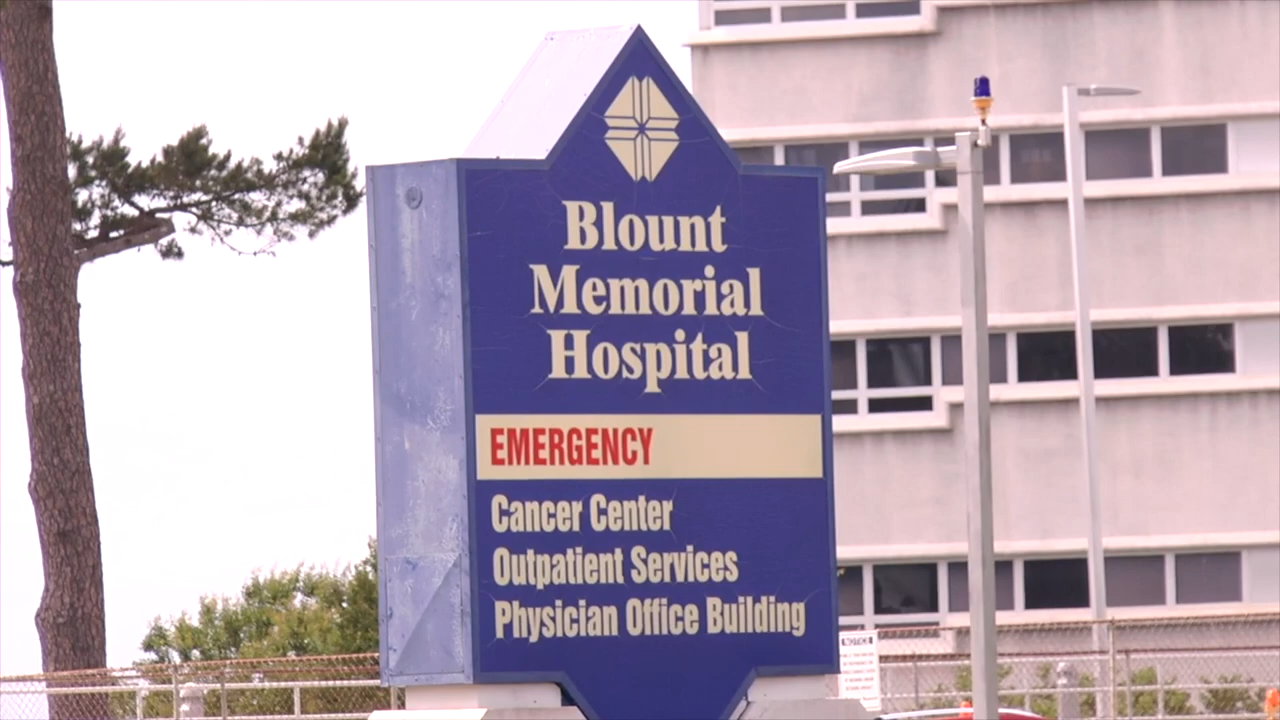 Blount
Memorial
Hospital
EMERGENCY
Cancer Center
Outpatient Services
Physician Office Building